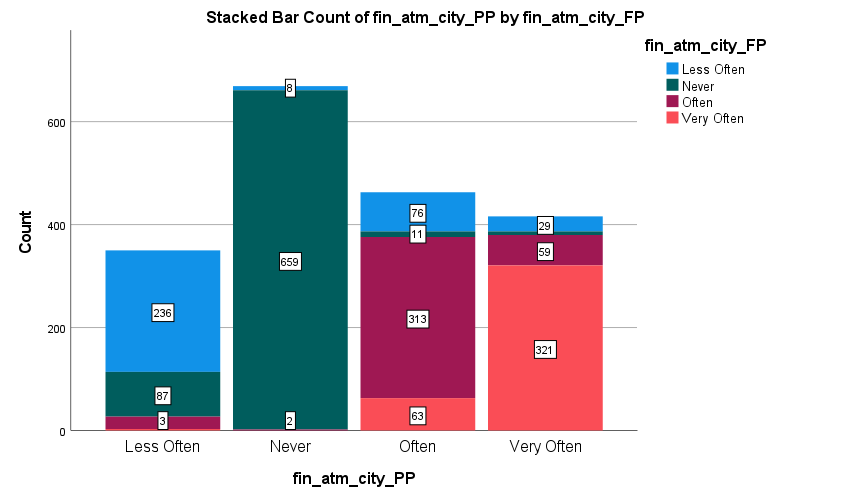 Stacked Bar Count of fin_atm_city_PP by fin_atm_city_FP
fin_atm_city_FP
Less Often
Never
Often
Very Often
Count
600
400
200
0
236
87
3
8
659
2
76
11
313
63
29
59
321
Less Often Never Often Very Often
fin_atm_city_PP